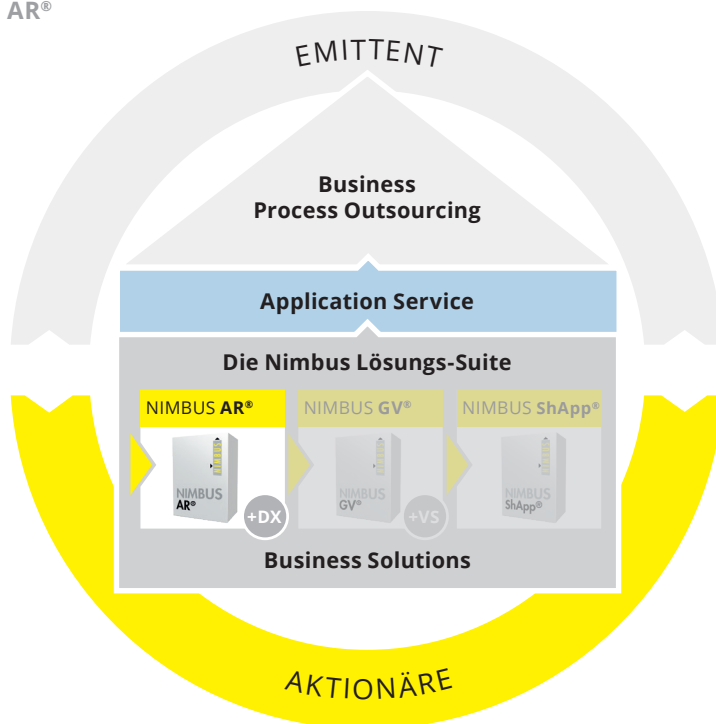 AR®
EMITTENT
Business
Process Outsourcing
Application Service
Die Nimbus Lösungs-Suite
NIMBUS AR®
NIMBUS GV®
NIMBUS ShApp®
NIMBUS
AR®
+DX
NIMBUS
GV®
+VS
NIMBUS
ShApp®
Business Solutions
AKTIONÄRE